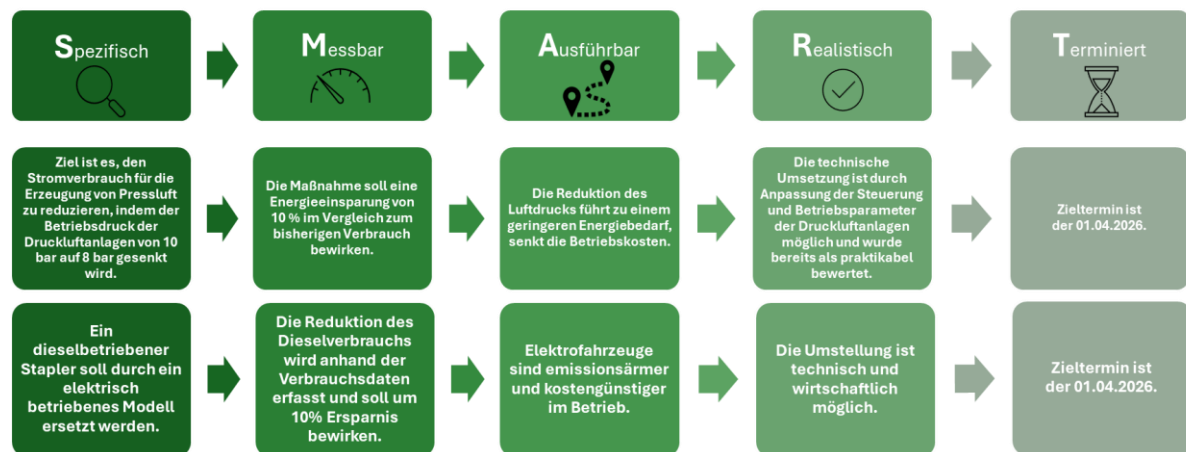 Spezifisch
Messbar
Ausführbar
Realistisch
Terminiert
Ziel ist es, den
Stromverbrauch für die
Erzeugung von Pressluft
zu reduzieren, indem der
Betriebsdruck der
Druckluftanlagen von 10
bar auf 8 bar gesenkt
wird.
Die Maßnahme soll eine
Energieeinsparung von
10 % im Vergleich zum
bisherigen Verbrauch
bewirken.
Die Reduktion des
Luftdrucks führt zu einem
geringeren Energiebedarf,
senkt die Betriebskosten.
Die technische
Umsetzung ist durch
Anpassung der Steuerung
und Betriebsparameter
der Druckluftanlagen
möglich und wurde
bereits als praktikabel
bewertet.
Zieltermin ist
der 01.04.2026.
Ein
dieselbetriebener
Stapler soll durch ein
elektrisch
betriebenes Modell
ersetzt werden.
Die Reduktion des
Dieselverbrauchs
wird anhand der
Verbrauchsdaten
erfasst und soll um
10% Ersparnis
bewirken.
Elektrofahrzeuge
sind emissionsärmer
und kostengünstiger
im Betrieb.
Die Umstellung ist
technisch und
wirtschaftlich
möglich.
Zieltermin ist
der 01.04.2026.